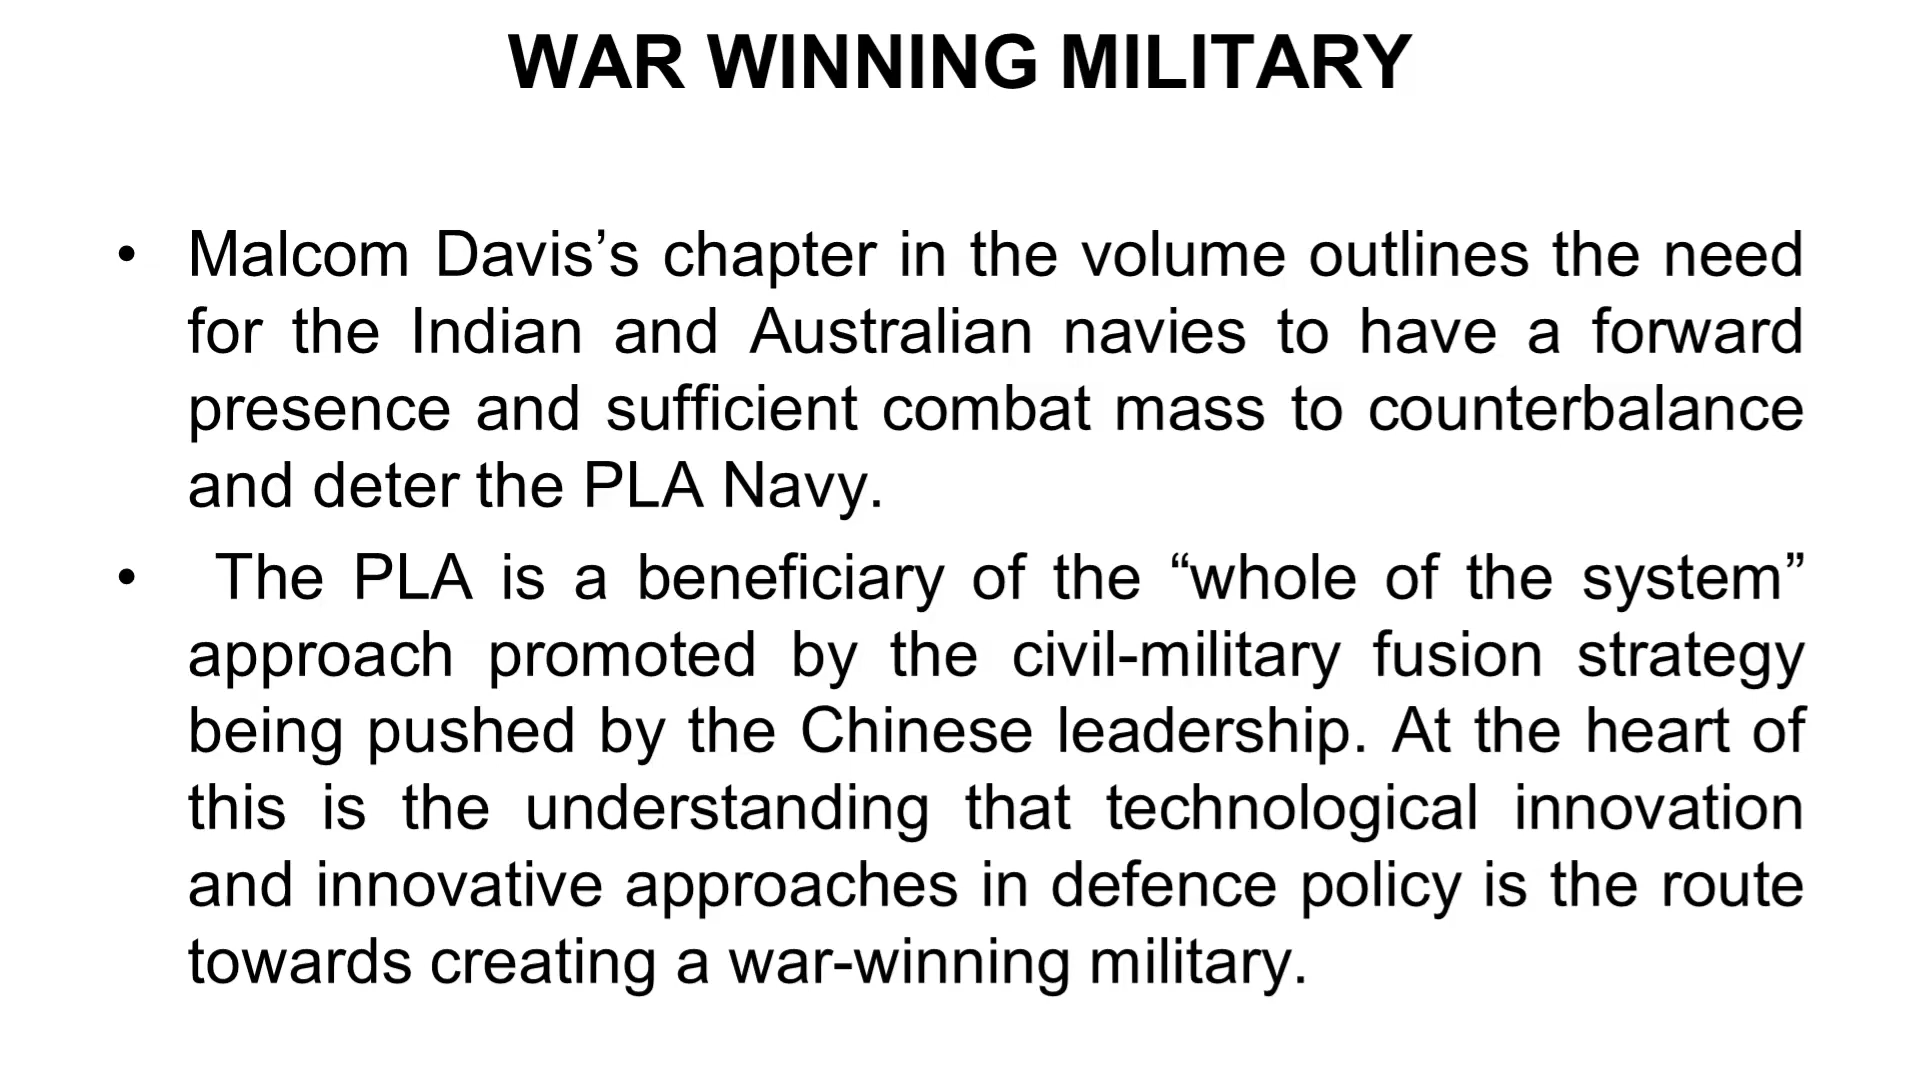 WAR WINNING MILITARY
• Malcom Davis’s chapter in the volume outlines the need
for the Indian and Australian navies to have a forward
presence and sufficient combat mass to counterbalance
and deter the PLA Navy.
• The PLA is a beneficiary of the “whole of the system”
approach promoted by the civil-military fusion strategy
being pushed by the Chinese leadership. At the heart of
this is the understanding that technological innovation
and innovative approaches in defence policy is the route
towards creating a war-winning military.